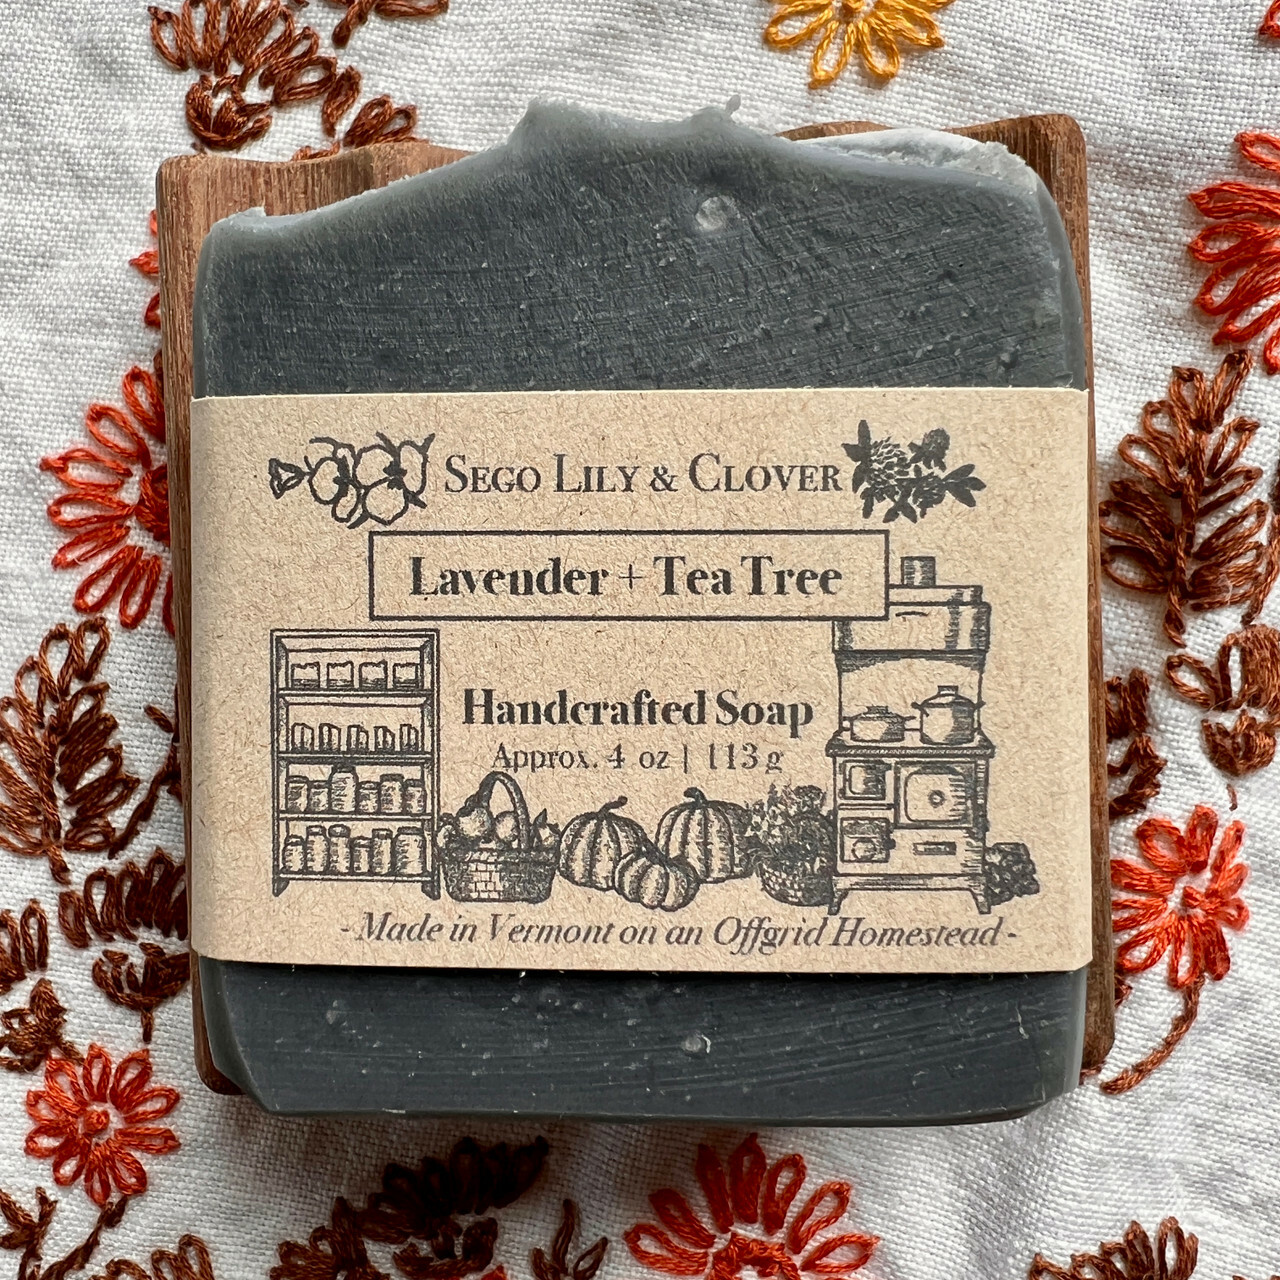 SEGO LILY & CLOVER
Lavender + Tea Tree
Handcrafted Soap
Approx. 4 oz | 113 g
- Made in Vermont on an Offgrid Homestead -